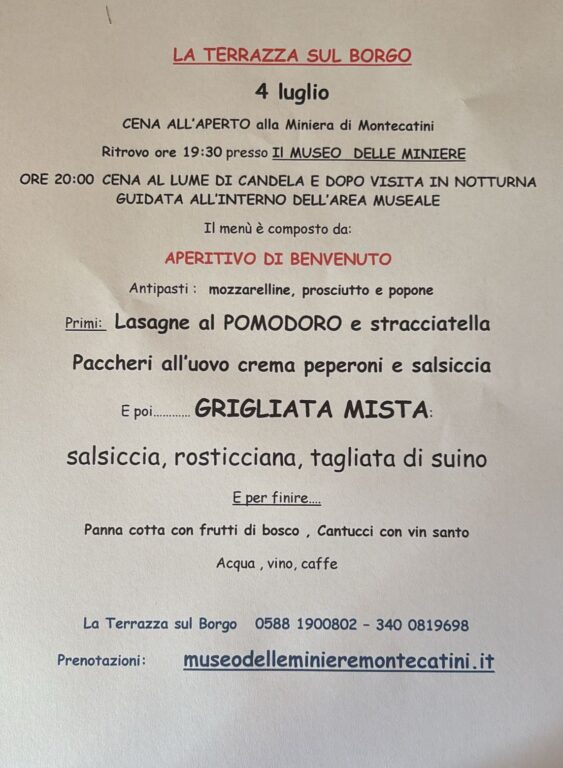 LA TERRAZZA SUL BORGO
4 luglio
CENA ALL'APERTO alla Miniera di Montecatini
Ritrovo ore 19:30 presso Il MUSEO DELLE MINIERE
ORE 20:00 CENA AL LUME DI CANDELA E DOPO VISITA IN NOTTURNA
GUIDATA ALL'INTERNO DELL'AREA MUSEALE
Il menù è composto da:
APERITIVO DI BENVENUTO
Antipasti : mozzarelline, prosciutto e popone
Primi: Lasagne al POMODORO e stracciatella
Paccheri all'uovo crema peperoni e salsiccia
E poi............ GRIGLIATA MISTA:
salsiccia, rosticciana, tagliata di suino
E per finire....
Panna cotta con frutti di bosco , Cantucci con vin santo
Acqua , vino, caffe
La Terrazza sul Borgo 0588 1900802 – 340 0819698
Prenotazioni: museodelleminieremontecatini.it